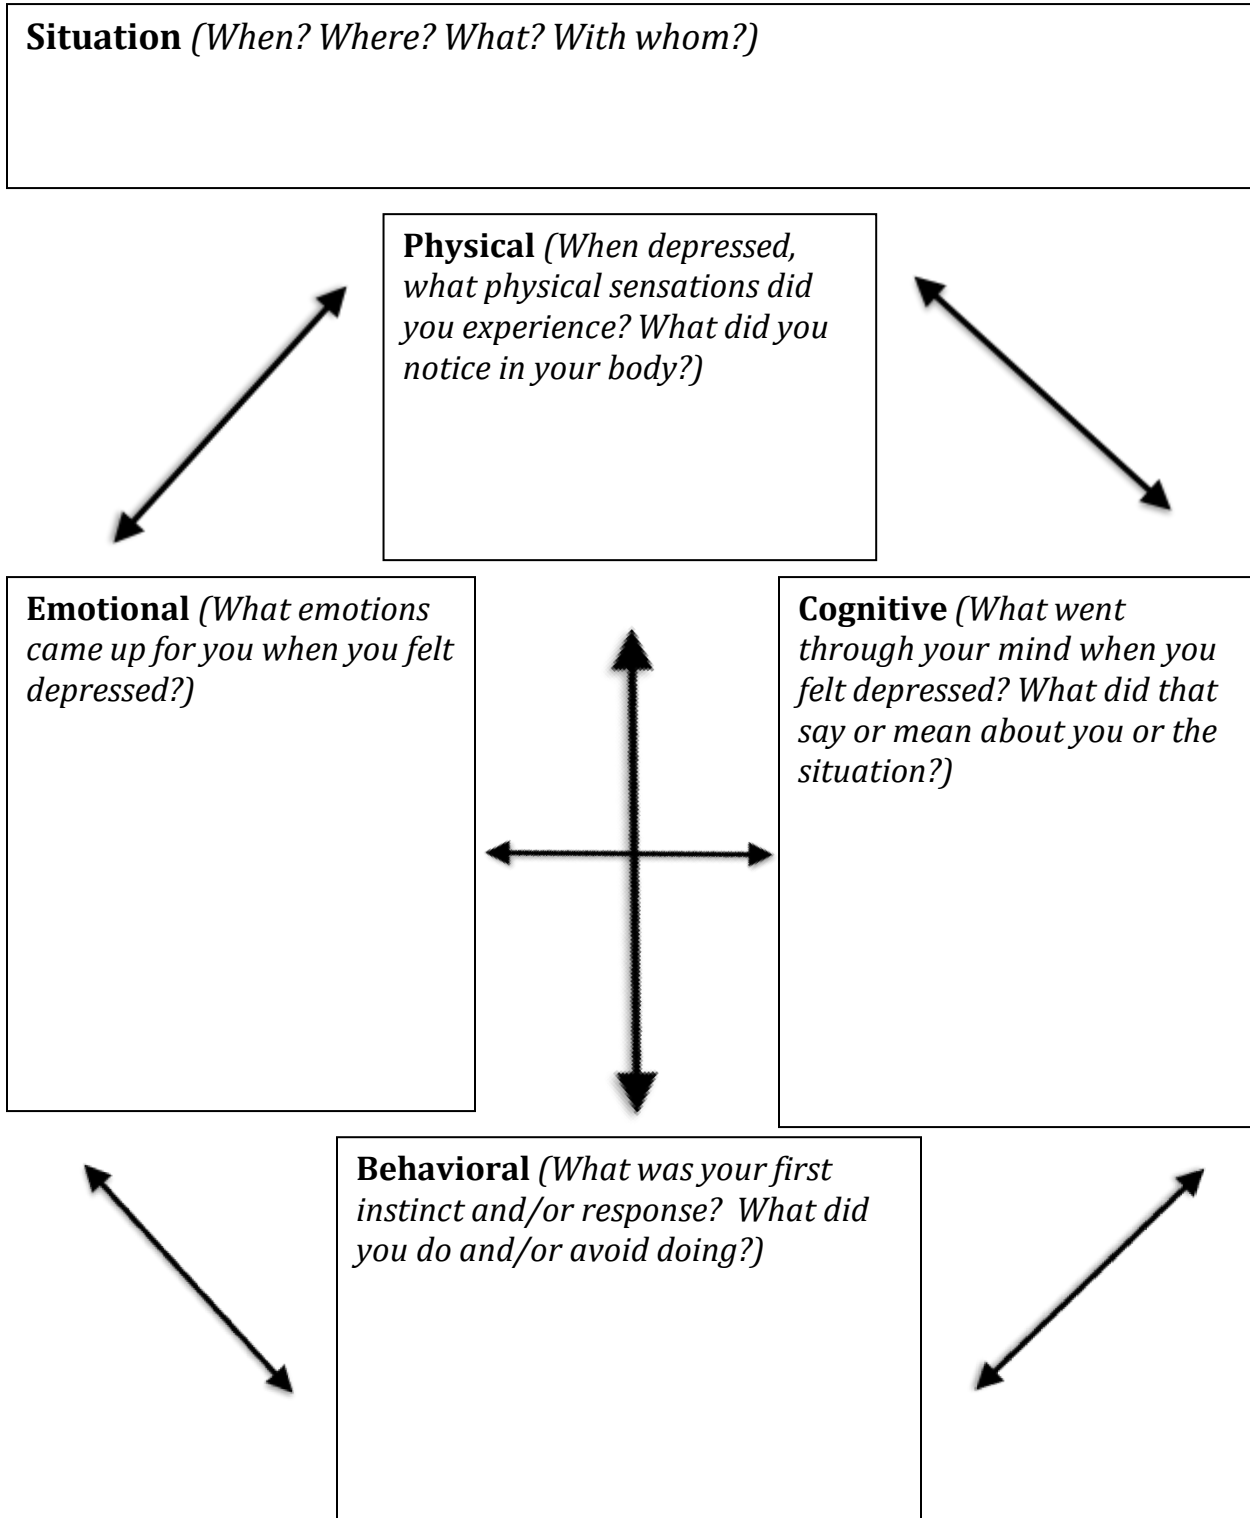 Situation (When? Where? What? With whom?)
Physical (When depressed,
what physical sensations did
you experience? What did you
notice in your body?)
Emotional (What emotions
came up for you when you felt
depressed?)
Cognitive (What went
through your mind when you
felt depressed? What did that
say or mean about you or the
situation?)
Behavioral (What was your first
instinct and/or response?  What did
you do and/or avoid doing?)